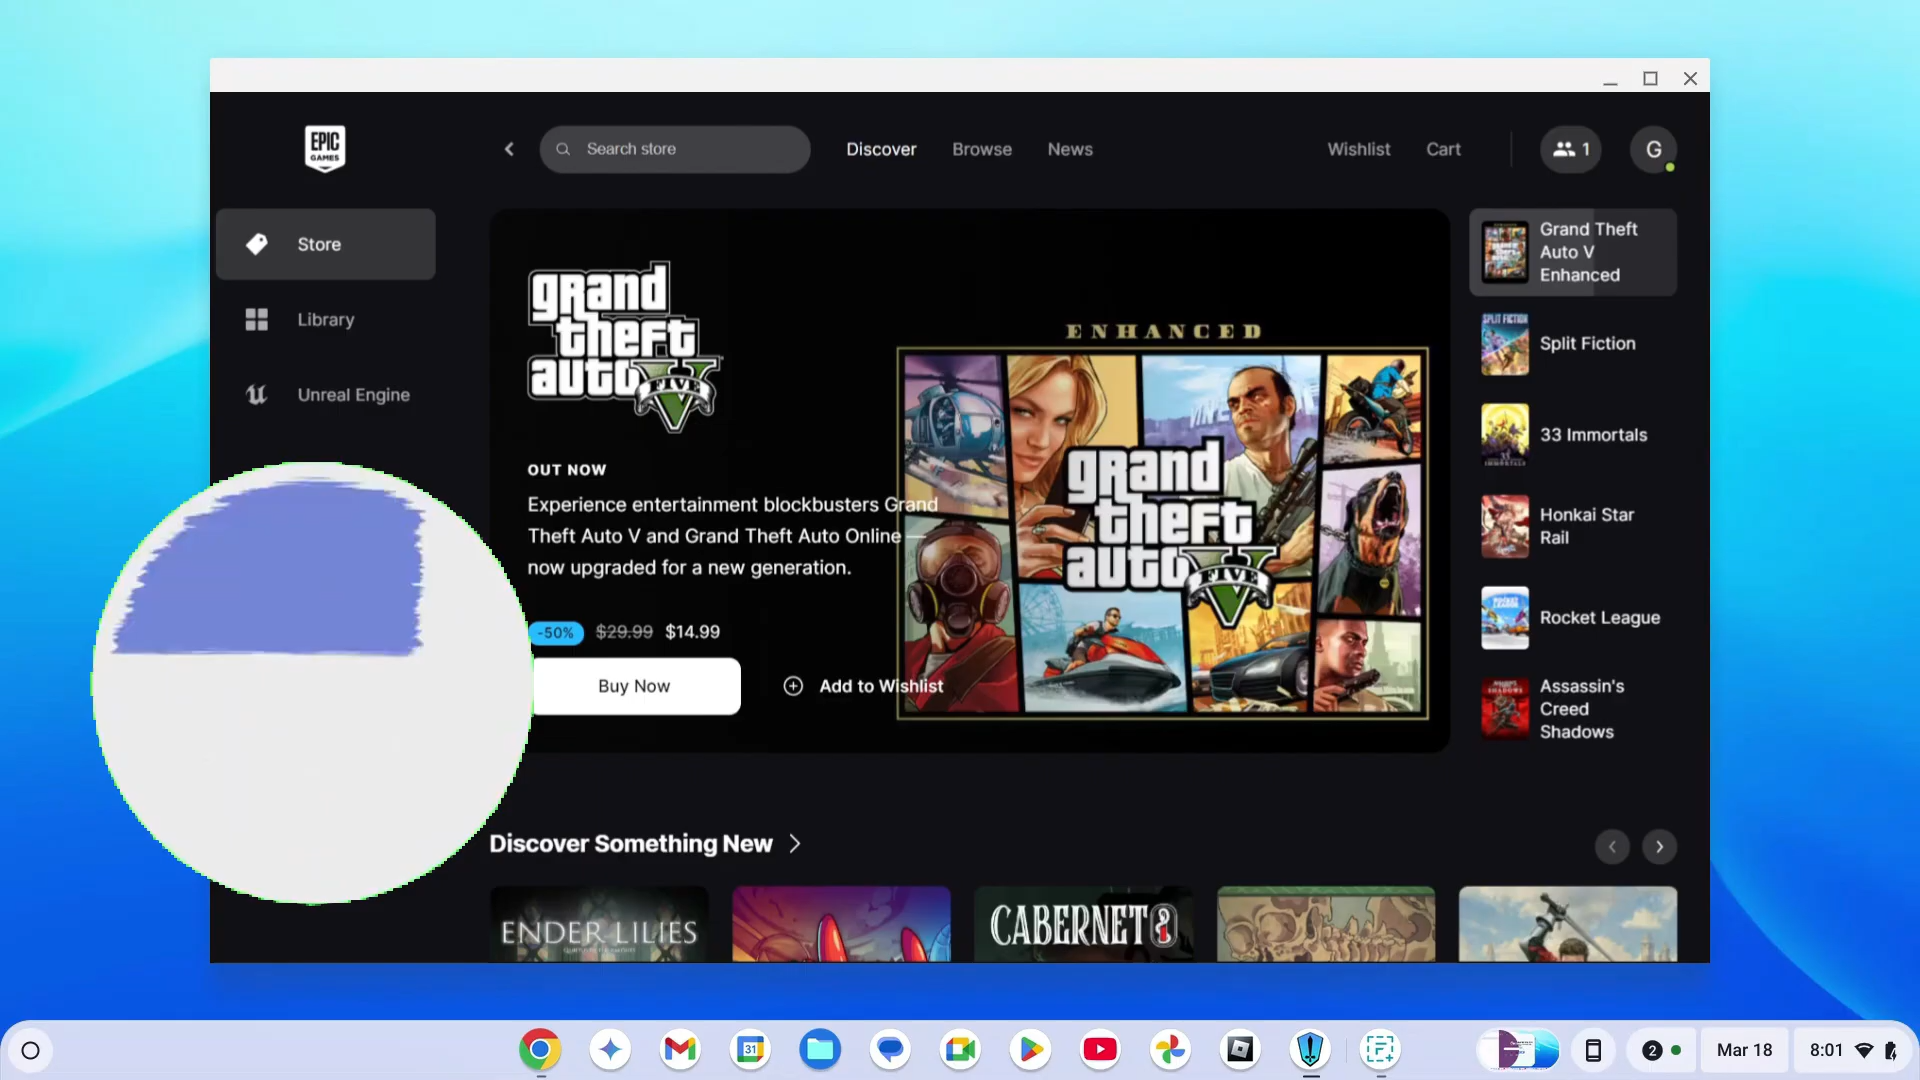 EPIC
GAMES
Search store
Discover
Browse
News
Wishlist
Cart
1
G
Store
Library
Unreal Engine
grand
theft
auto
FIVE
V
OUT NOW
Experience entertainment blockbusters Grand
Theft Auto V and Grand Theft Auto Online —
now upgraded for a new generation.
-50%
$29.99
$14.99
Buy Now
Add to Wishlist
ENHANCED
grand
theft
auto
FIVE
V
Grand Theft
Auto V
Enhanced
SPLIT FICTION
Split Fiction
33 Immortals
Honkai Star
Rail
Rocket League
Assassin's
Creed
Shadows
Discover Something New
ENDER LILIES
CABERNET
31
2
Mar 18
8:01